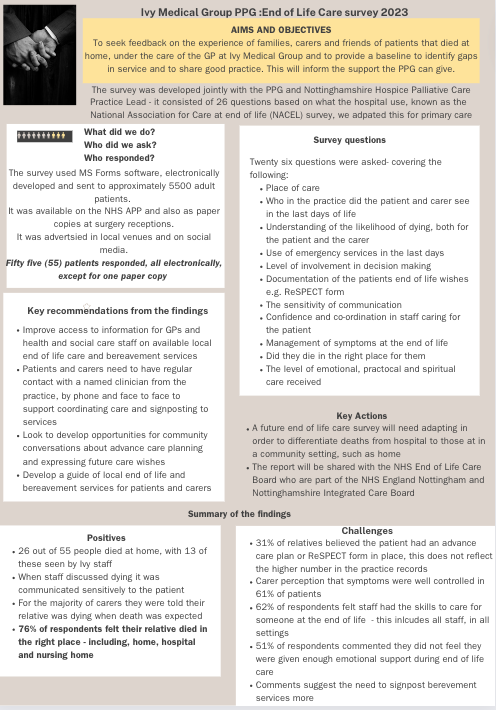 Ivy Medical Group PPG :End of Life Care survey 2023
AIMS AND OBJECTIVES
To seek feedback on the experience of families, carers and friends of patients that died at
home, under the care of the GP at Ivy Medical Group and to provide a baseline to identify gaps
in service and to share good practice. This will inform the support the PPG can give.
The survey was developed jointly with the PPG and Nottinghamshire Hospice Palliative Care
Practice Lead - it consisted of 26 questions based on what the hospital use, known as the
National Association for Care at end of life (NACEL) survey, we adpated this for primary care
What did we do?
Who did we ask?
Who responded?
The survey used MS Forms software, electronically
developed and sent to approximately 5500 adult
patients.
It was available on the NHS APP and also as paper
copies at surgery receptions.
It was advertsied in local venues and on social
media.
Fifty five (55) patients responded, all electronically,
except for one paper copy
Survey questions
Twenty six questions were asked- covering the
following:
• Place of care
• Who in the practice did the patient and carer see
in the last days of life
• Understanding of the likelihood of dying, both for
the patient and the carer
• Use of emergency services in the last days
• Level of involvement in decision making
• Documentation of the patients end of life wishes
e.g. ReSPECT form
• The sensitivity of communication
• Confidence and co-ordination in staff caring for
the patient
• Management of symptoms at the end of life
• Did they die in the right place for them
• The level of emotional, proctocal and spiritual
care received
Key recommendations from the findings
• Improve access to information for GPs and
health and social care staff on available local
end of life care and bereavement services
• Patients and carers need to have regular
contact with a named clinician from the
practice, by phone and face to face to
support coordinating care and signposting to
services
• Look to develop opportunities for community
conversations about advance care planning
and expressing future care wishes
• Develop a guide of local end of life and
bereavement services for patients and carers
Key Actions
• A future end of life care survey will need adapting in
order to differentiate deaths from hospital to those at in
a community setting, such as home
• The report will be shared with the NHS End of Life Care
Board who are part of the NHS England Nottingham and
Nottinghamshire Integrated Care Board
Summary of the findings
Positives
• 26 out of 55 people died at home, with 13 of
these seen by Ivy staff
• When staff discussed dying it was
communicated sensitively to the patient
• For the majority of carers they were told their
relative was dying when death was expected
• 76% of respondents felt their relative died in
the right place - including, home, hospital
and nursing home
Challenges
• 31% of relatives believed the patient had an advance
care plan or ReSPECT form in place, this does not reflect
the higher number in the practice records
• Carer perception that symptoms were well controlled in
61% of patients
• 62% of respondents felt staff had the skills to care for
someone at the end of life - this inlcudes all staff, in all
settings
• 51% of respondents commented they did not feel they
were given enough emotional support during end of life
care
• Comments suggest the need to signpost berevement
services more